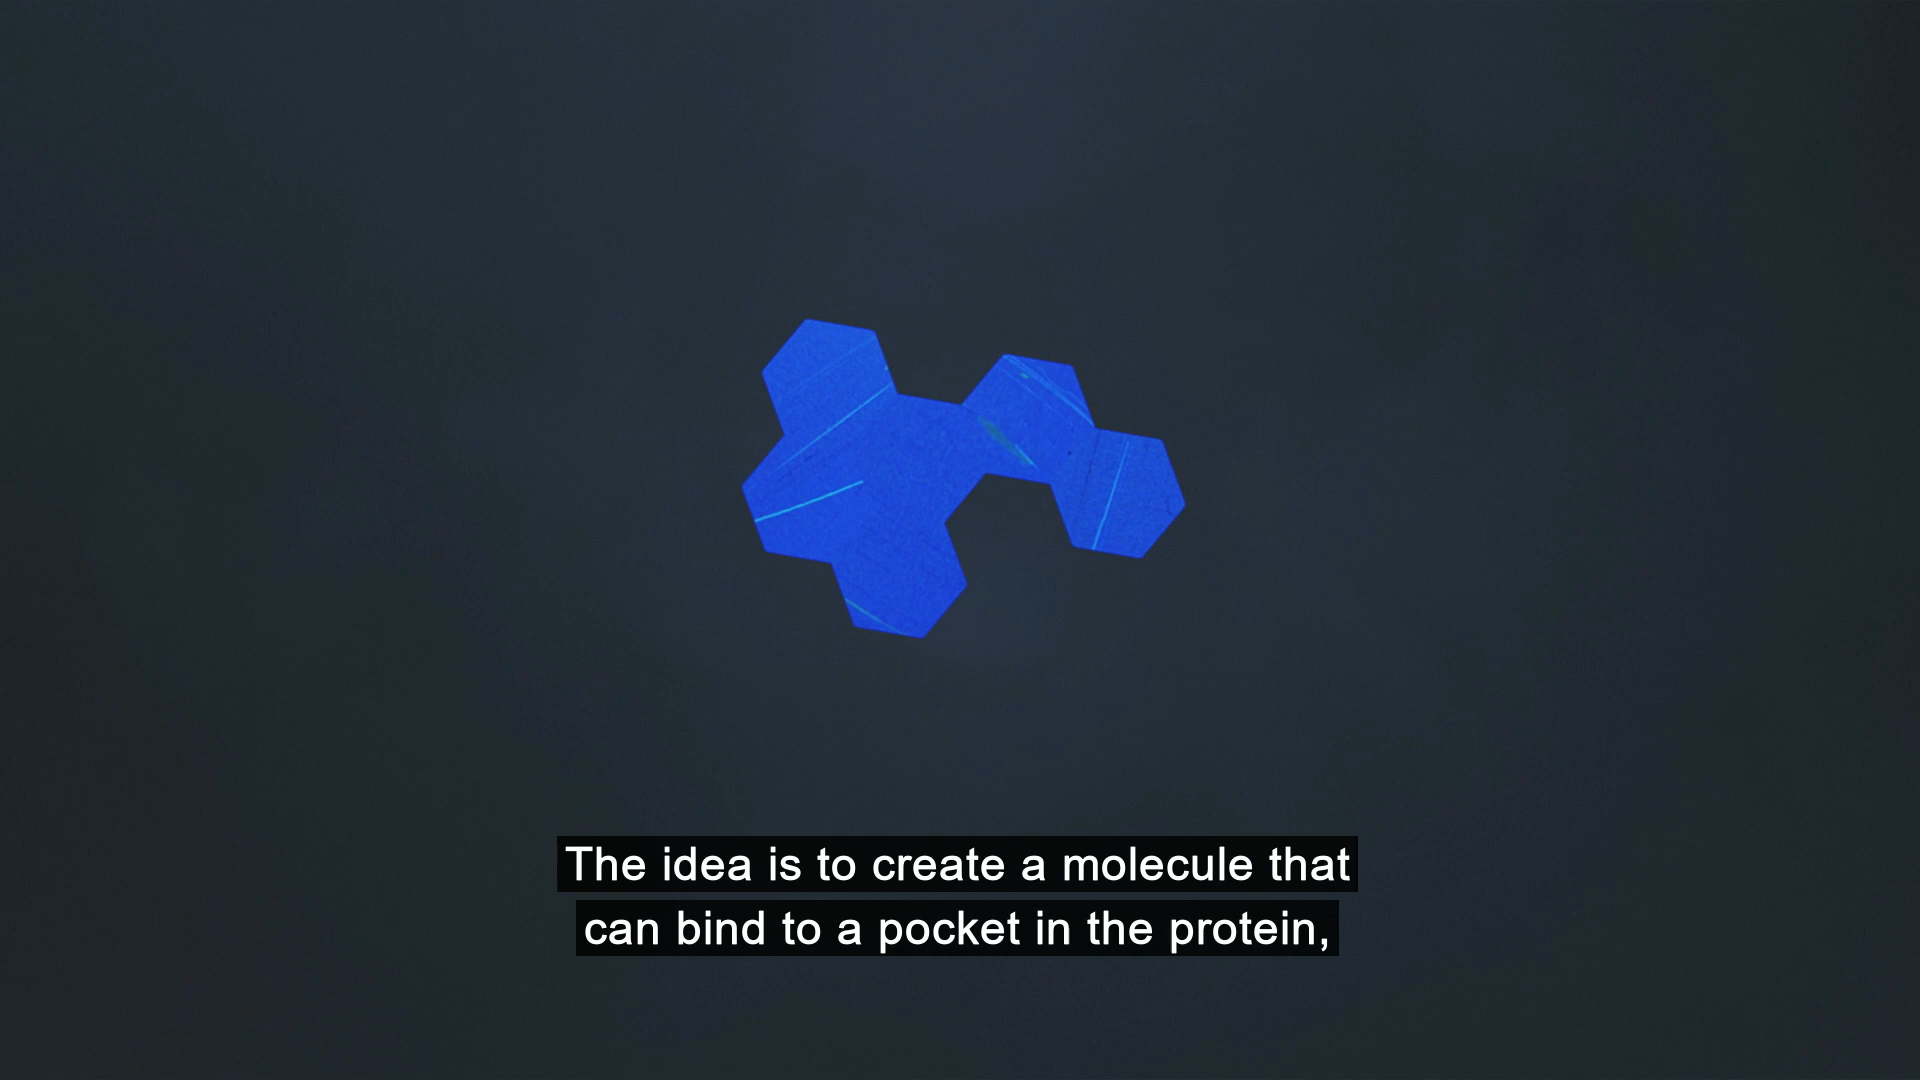 The idea is to create a molecule that
can bind to a pocket in the protein,